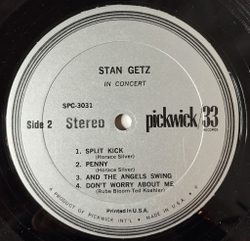 STAN GETZ
IN CONCERT
SPC-3031
Side 2 Stereo pickwick/33
RECORDS
1. SPLIT KICK
(Horace Silver)
2. PENNY
(Horace Silver)
3. AND THE ANGELS SWING
4. DON'T WORRY ABOUT ME
(Rube Bloom-Ted Koehler)
Printed in U.S.A.
A PRODUCT OF PICKWICK INT'L • MADE IN U.S.A.